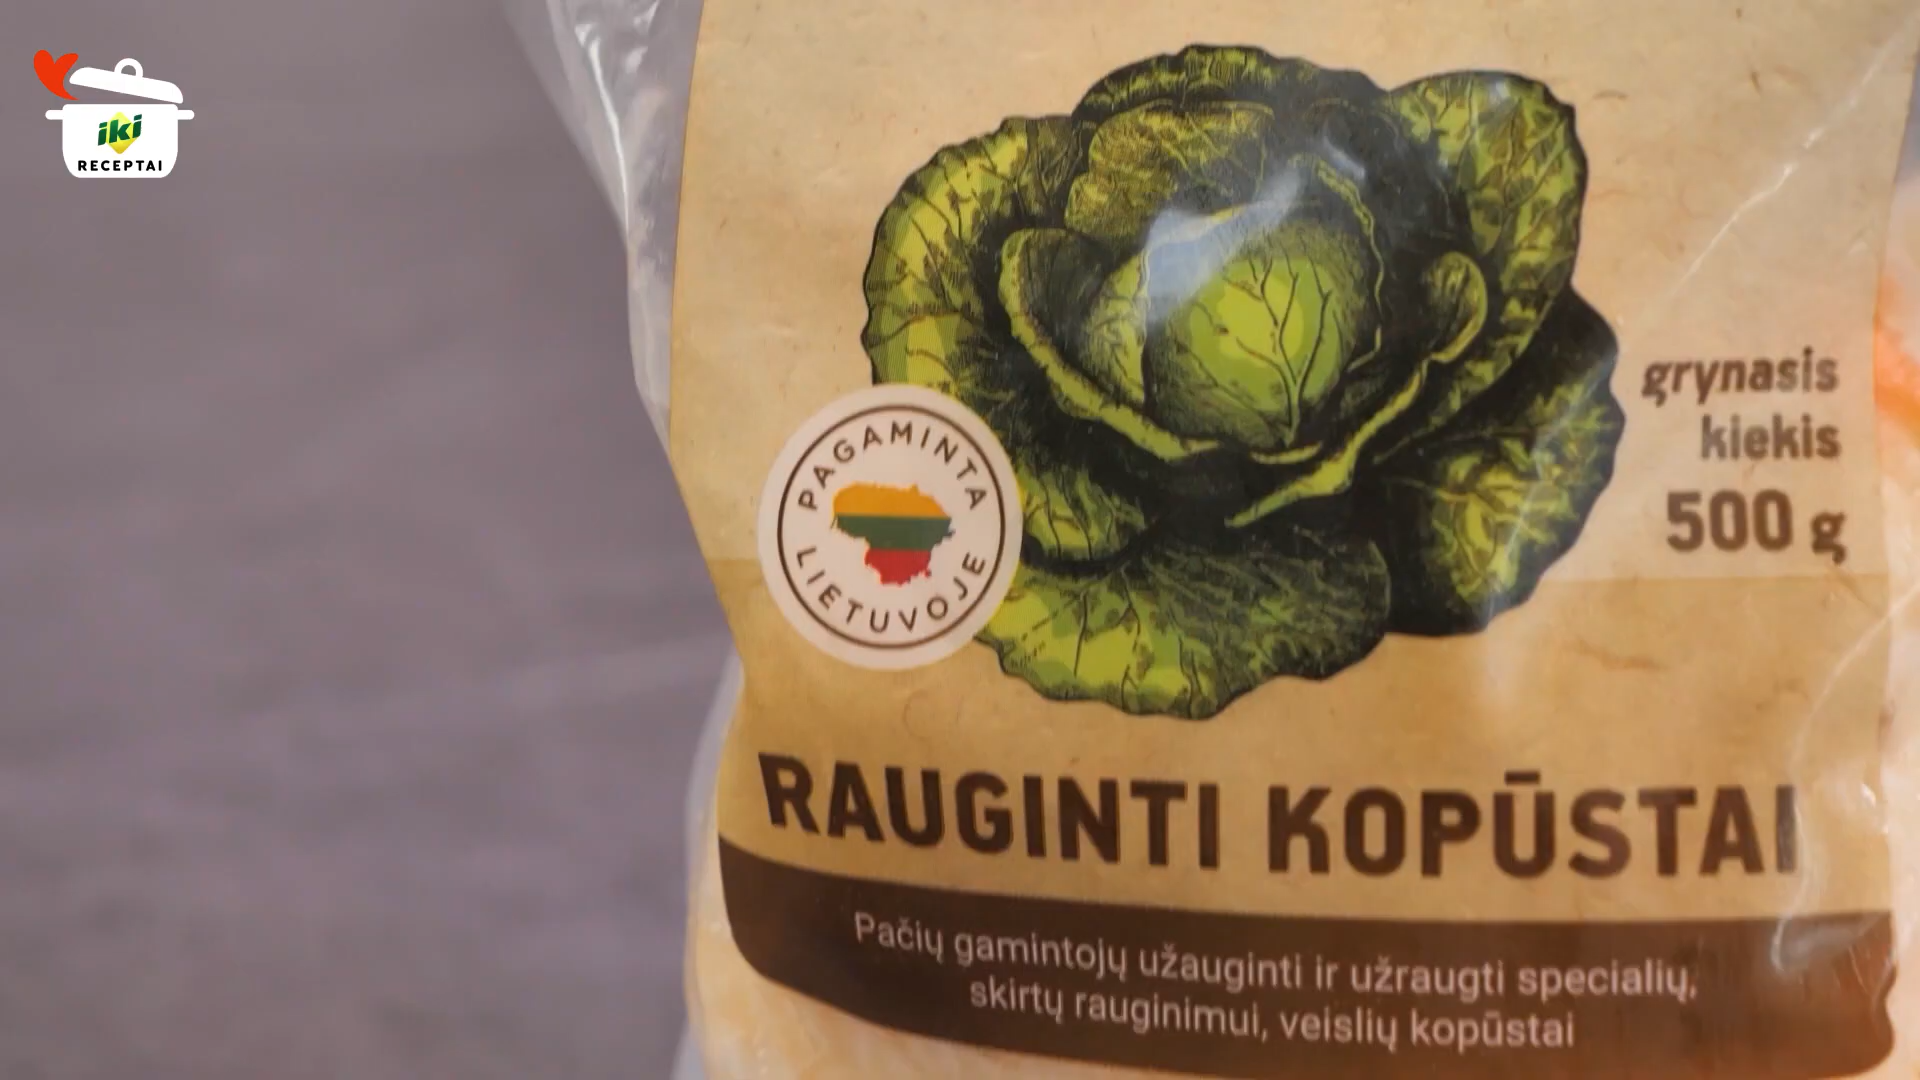 iki
RECEPTAI
grynasis
kiekis
500 g
PAGAMINTA
LIETUVOJE
RAUGINTI KOPŪSTAI
Pačių gamintojų užauginti ir užraugti specialių,
skirtų rauginimui, veislių kopūstai